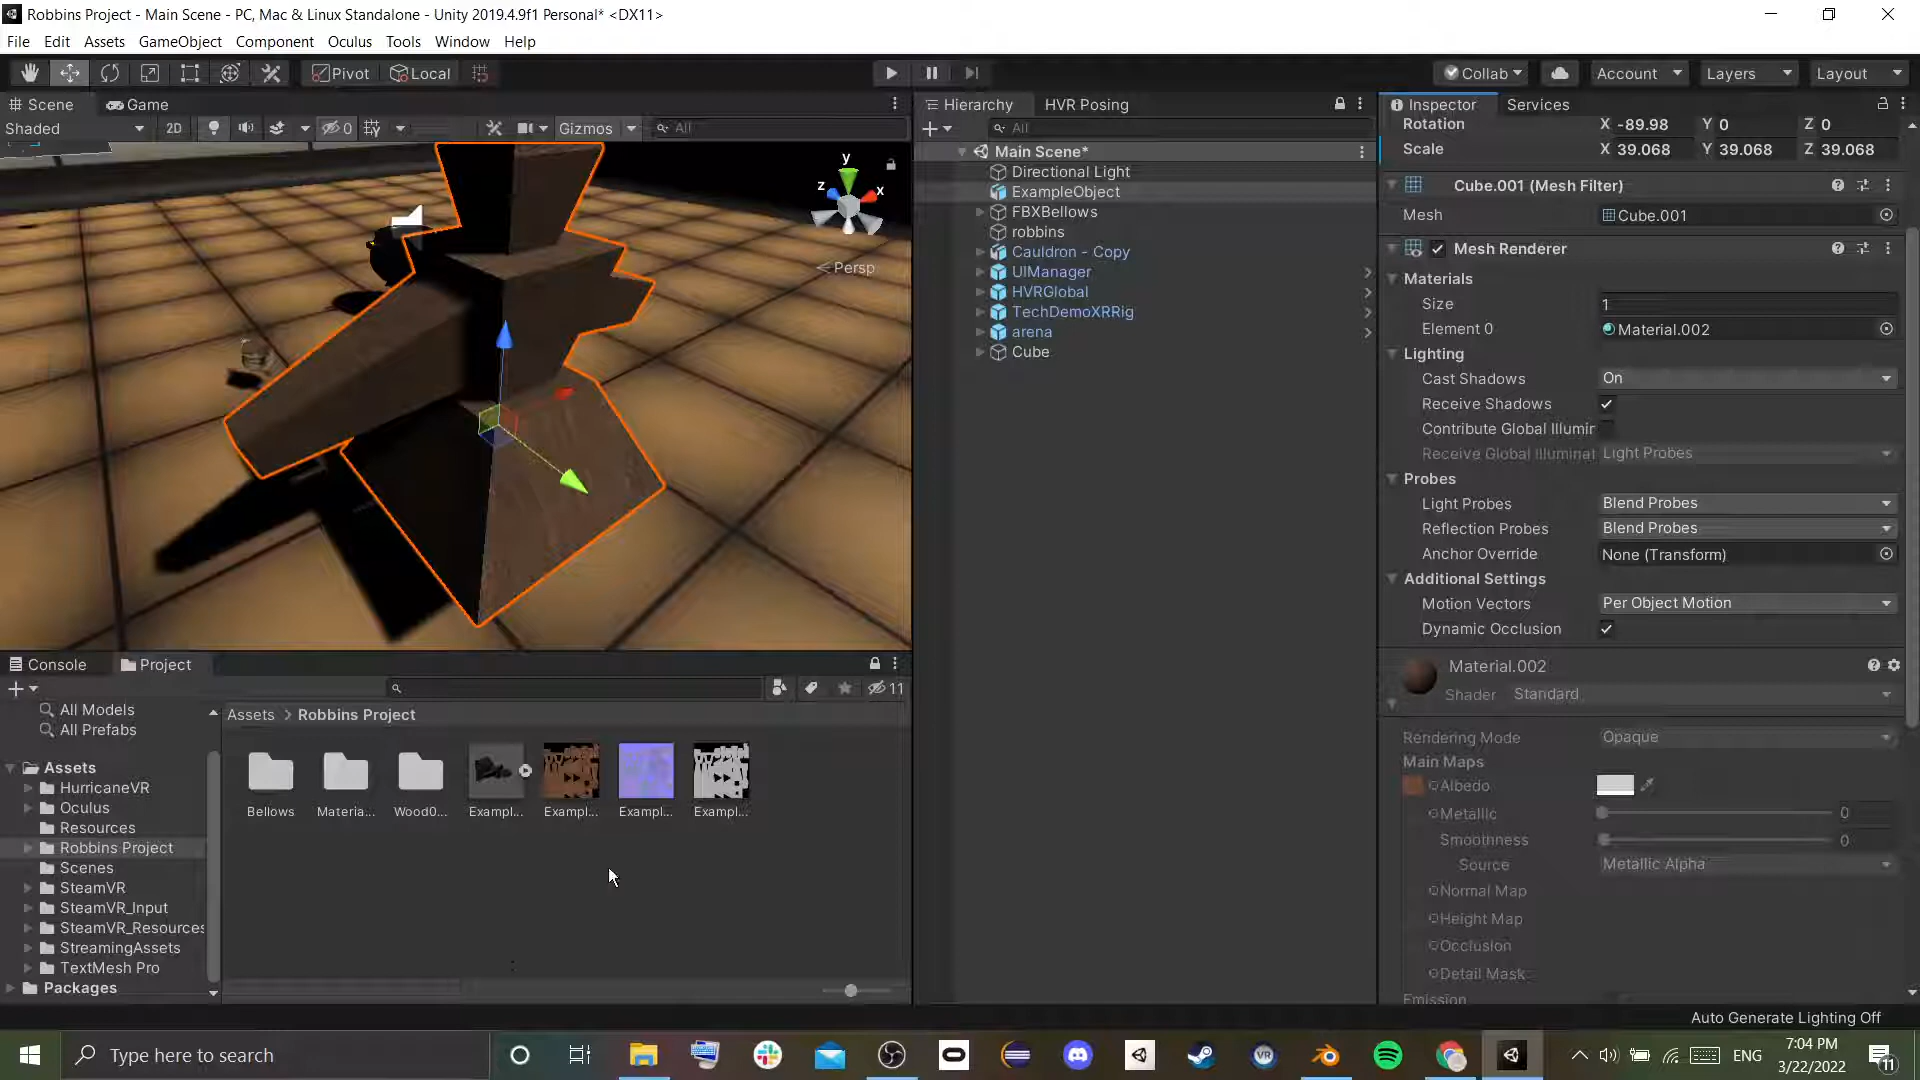 Robbins Project - Main Scene - PC, Mac & Linux Standalone - Unity 2019.4.9f1 Personal* <DX11>
File Edit Assets GameObject Component Oculus Tools Window Help
Pivot Local Collab Account Layers Layout
Scene Game
Shaded 2D 0 Gizmos All
y
z x
Persp
Hierarchy HVR Posing
All
Main Scene*
Directional Light
ExampleObject
FBXBellows
robbins
Cauldron - Copy
UIManager
HVRGlobal
TechDemoXRRig
arena
Cube
Inspector Services
Rotation X -89.98 Y 0 Z 0
Scale X 39.068 Y 39.068 Z 39.068
Cube.001 (Mesh Filter)
Mesh Cube.001
Mesh Renderer
Materials
Size 1
Element 0 Material.002
Lighting
Cast Shadows On
Receive Shadows
Contribute Global Illumir
Receive Global Illuminat Light Probes
Probes
Light Probes Blend Probes
Reflection Probes Blend Probes
Anchor Override None (Transform)
Additional Settings
Motion Vectors Per Object Motion
Dynamic Occlusion
Material.002
Shader Standard
Rendering Mode Opaque
Main Maps
Albedo
Metallic 0
Smoothness 0
Source Metallic Alpha
Normal Map
Height Map
Occlusion
Detail Mask
Emission
Console Project
11
All Models
All Prefabs
Assets
HurricaneVR
Oculus
Resources
Robbins Project
Scenes
SteamVR
SteamVR_Input
SteamVR_Resources
StreamingAssets
TextMesh Pro
Packages
Assets > Robbins Project
Bellows Materia... Wood0... Exampl... Exampl... Exampl... Exampl...
Auto Generate Lighting Off
Type here to search
VR
ENG
7:04 PM
3/22/2022
11